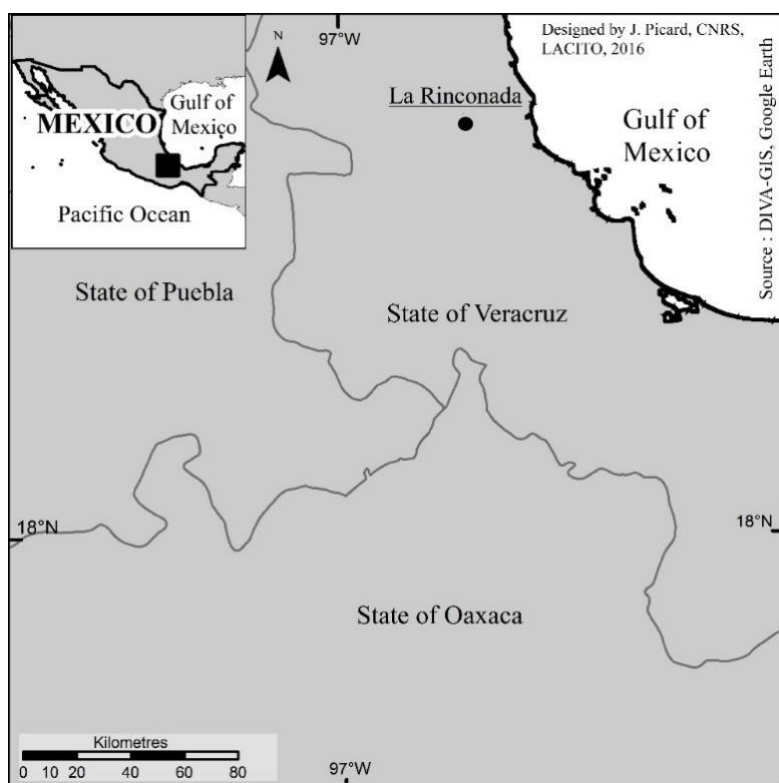 97°W
Designed by J. Picard, CNRS,
LACITO, 2016
N
Gulf of
Mexico
MEXICO
Pacific Ocean
La Rinconada
Gulf of
Mexico
Source : DIVA-GIS, Google Earth
State of Puebla
State of Veracruz
18°N
18°N
State of Oaxaca
Kilometres
0 10 20 40 60 80
97°W